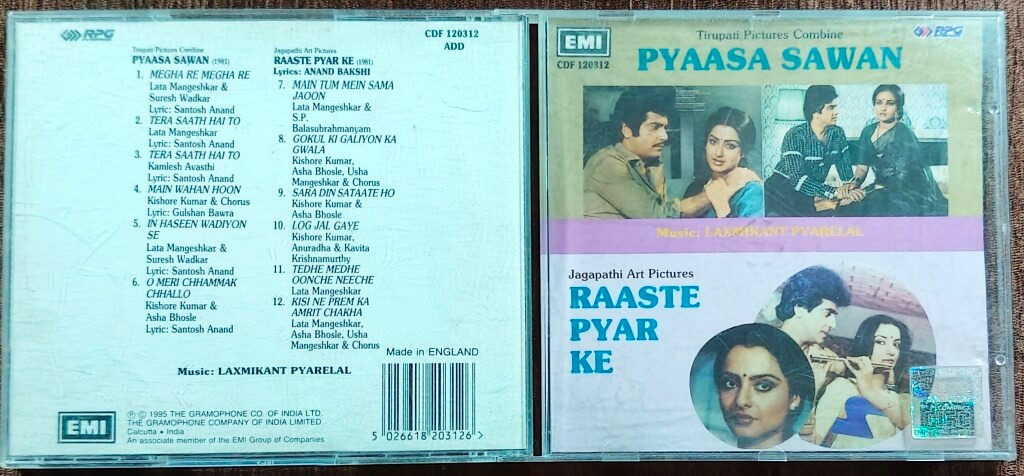 RPG
CDF 120312
ADD
Tirupati Pictures Combine
PYAASA SAWAN (1981)
1. MEGHA RE MEGHA RE
Lata Mangeshkar &
Suresh Wadkar
Lyric: Santosh Anand
2. TERA SAATH HAI TO
Lata Mangeshkar
Lyric: Santosh Anand
3. TERA SAATH HAI TO
Kamlesh Avasthi
Lyric: Santosh Anand
4. MAIN WAHAN HOON
Kishore Kumar & Chorus
Lyric: Gulshan Bawra
5. IN HASEEN WADIYON
SE
Lata Mangeshkar &
Suresh Wadkar
Lyric: Santosh Anand
6. O MERI CHHAMMAK
CHHALLO
Kishore Kumar &
Asha Bhosle
Lyric: Santosh Anand
Jagapathi Art Pictures
RAASTE PYAR KE (1981)
Lyrics: ANAND BAKSHI
7. MAIN TUM MEIN SAMA
JAOON
Lata Mangeshkar &
S.P.
Balasubrahmanyam
8. GOKUL KI GALIYON KA
GWALA
Kishore Kumar,
Asha Bhosle, Usha
Mangeshkar & Chorus
9. SARA DIN SATAATE HO
Kishore Kumar &
Asha Bhosle
10. LOG JAL GAYE
Kishore Kumar,
Anuradha & Kavita
Krishnamurthy
11. TEDHE MEDHE
OONCHE NEECHE
Lata Mangeshkar
12. KISI NE PREM KA
AMRIT CHAKHA
Lata Mangeshkar,
Asha Bhosle, Usha
Mangeshkar & Chorus
Made in ENGLAND
Music: LAXMIKANT PYARELAL
EMI
℗ © 1995 THE GRAMOPHONE CO. OF INDIA LTD.
THE GRAMOPHONE COMPANY OF INDIA LIMITED
Calcutta • India
An associate member of the EMI Group of Companies
5 026618 203126 >
EMI
CDF 120312
Tirupati Pictures Combine
RPG
PYAASA SAWAN
Music: LAXMIKANT PYARELAL
Jagapathi Art Pictures
RAASTE
PYAR
KE